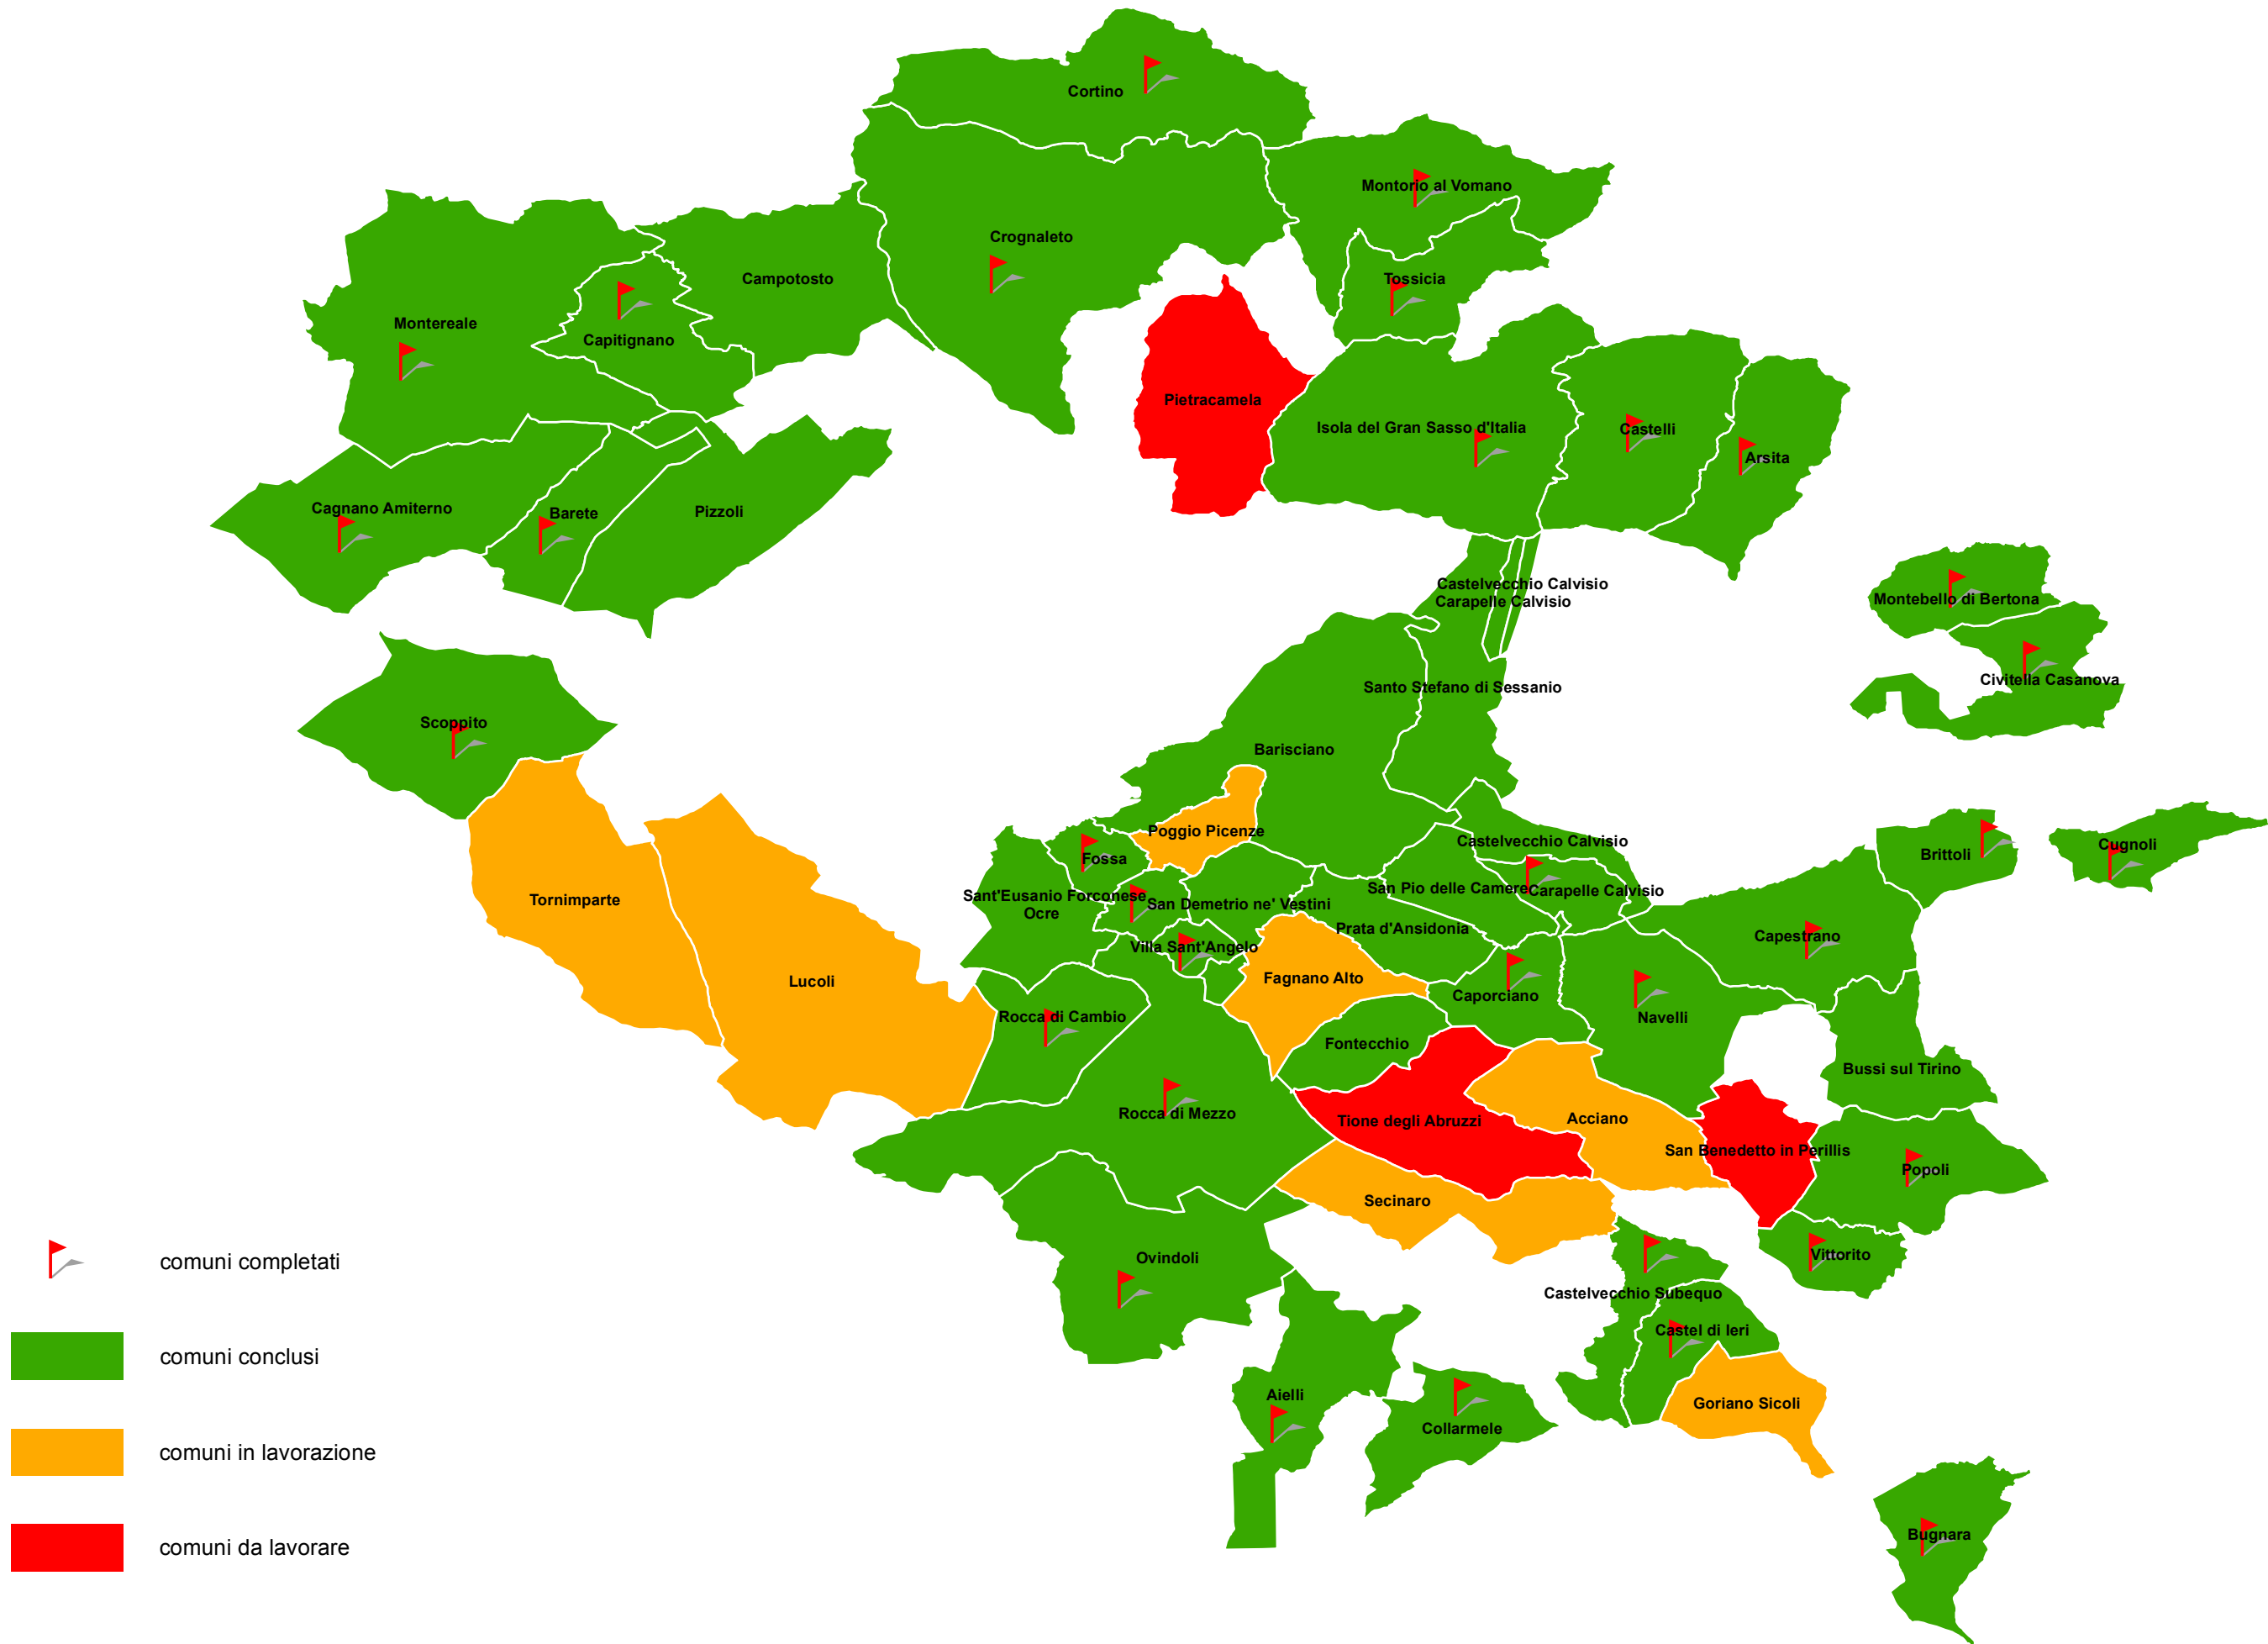 Cortino
Montorio al Vomano
Crognaleto
Campotosto
Tossicia
Montereale
Capitignano
Pietracamela
Isola del Gran Sasso d'Italia
Castelli
Arsita
Cagnano Amiterno
Barete
Pizzoli
Castelvecchio Calvisio
Carapelle Calvisio
Montebello di Bertona
Civitella Casanova
Santo Stefano di Sessanio
Scoppito
Barisciano
Poggio Picenze
Castelvecchio Calvisio
Fossa
Brittoli
Cugnoli
San Pio delle Camere
Carapelle Calvisio
Tornimparte
Sant'Eusanio Forconese
San Demetrio ne' Vestini
Ocre
Prata d'Ansidonia
Capestrano
Villa Sant'Angelo
Lucoli
Fagnano Alto
Caporciano
Rocca di Cambio
Navelli
Fontecchio
Bussi sul Tirino
Rocca di Mezzo
Tione degli Abruzzi
Acciano
San Benedetto in Perillis
Popoli
Secinaro
Ovindoli
Vittorito
comuni completati
Castelvecchio Subequo
Castel di Ieri
comuni conclusi
Aielli
Goriano Sicoli
Collarmele
comuni in lavorazione
Bugnara
comuni da lavorare